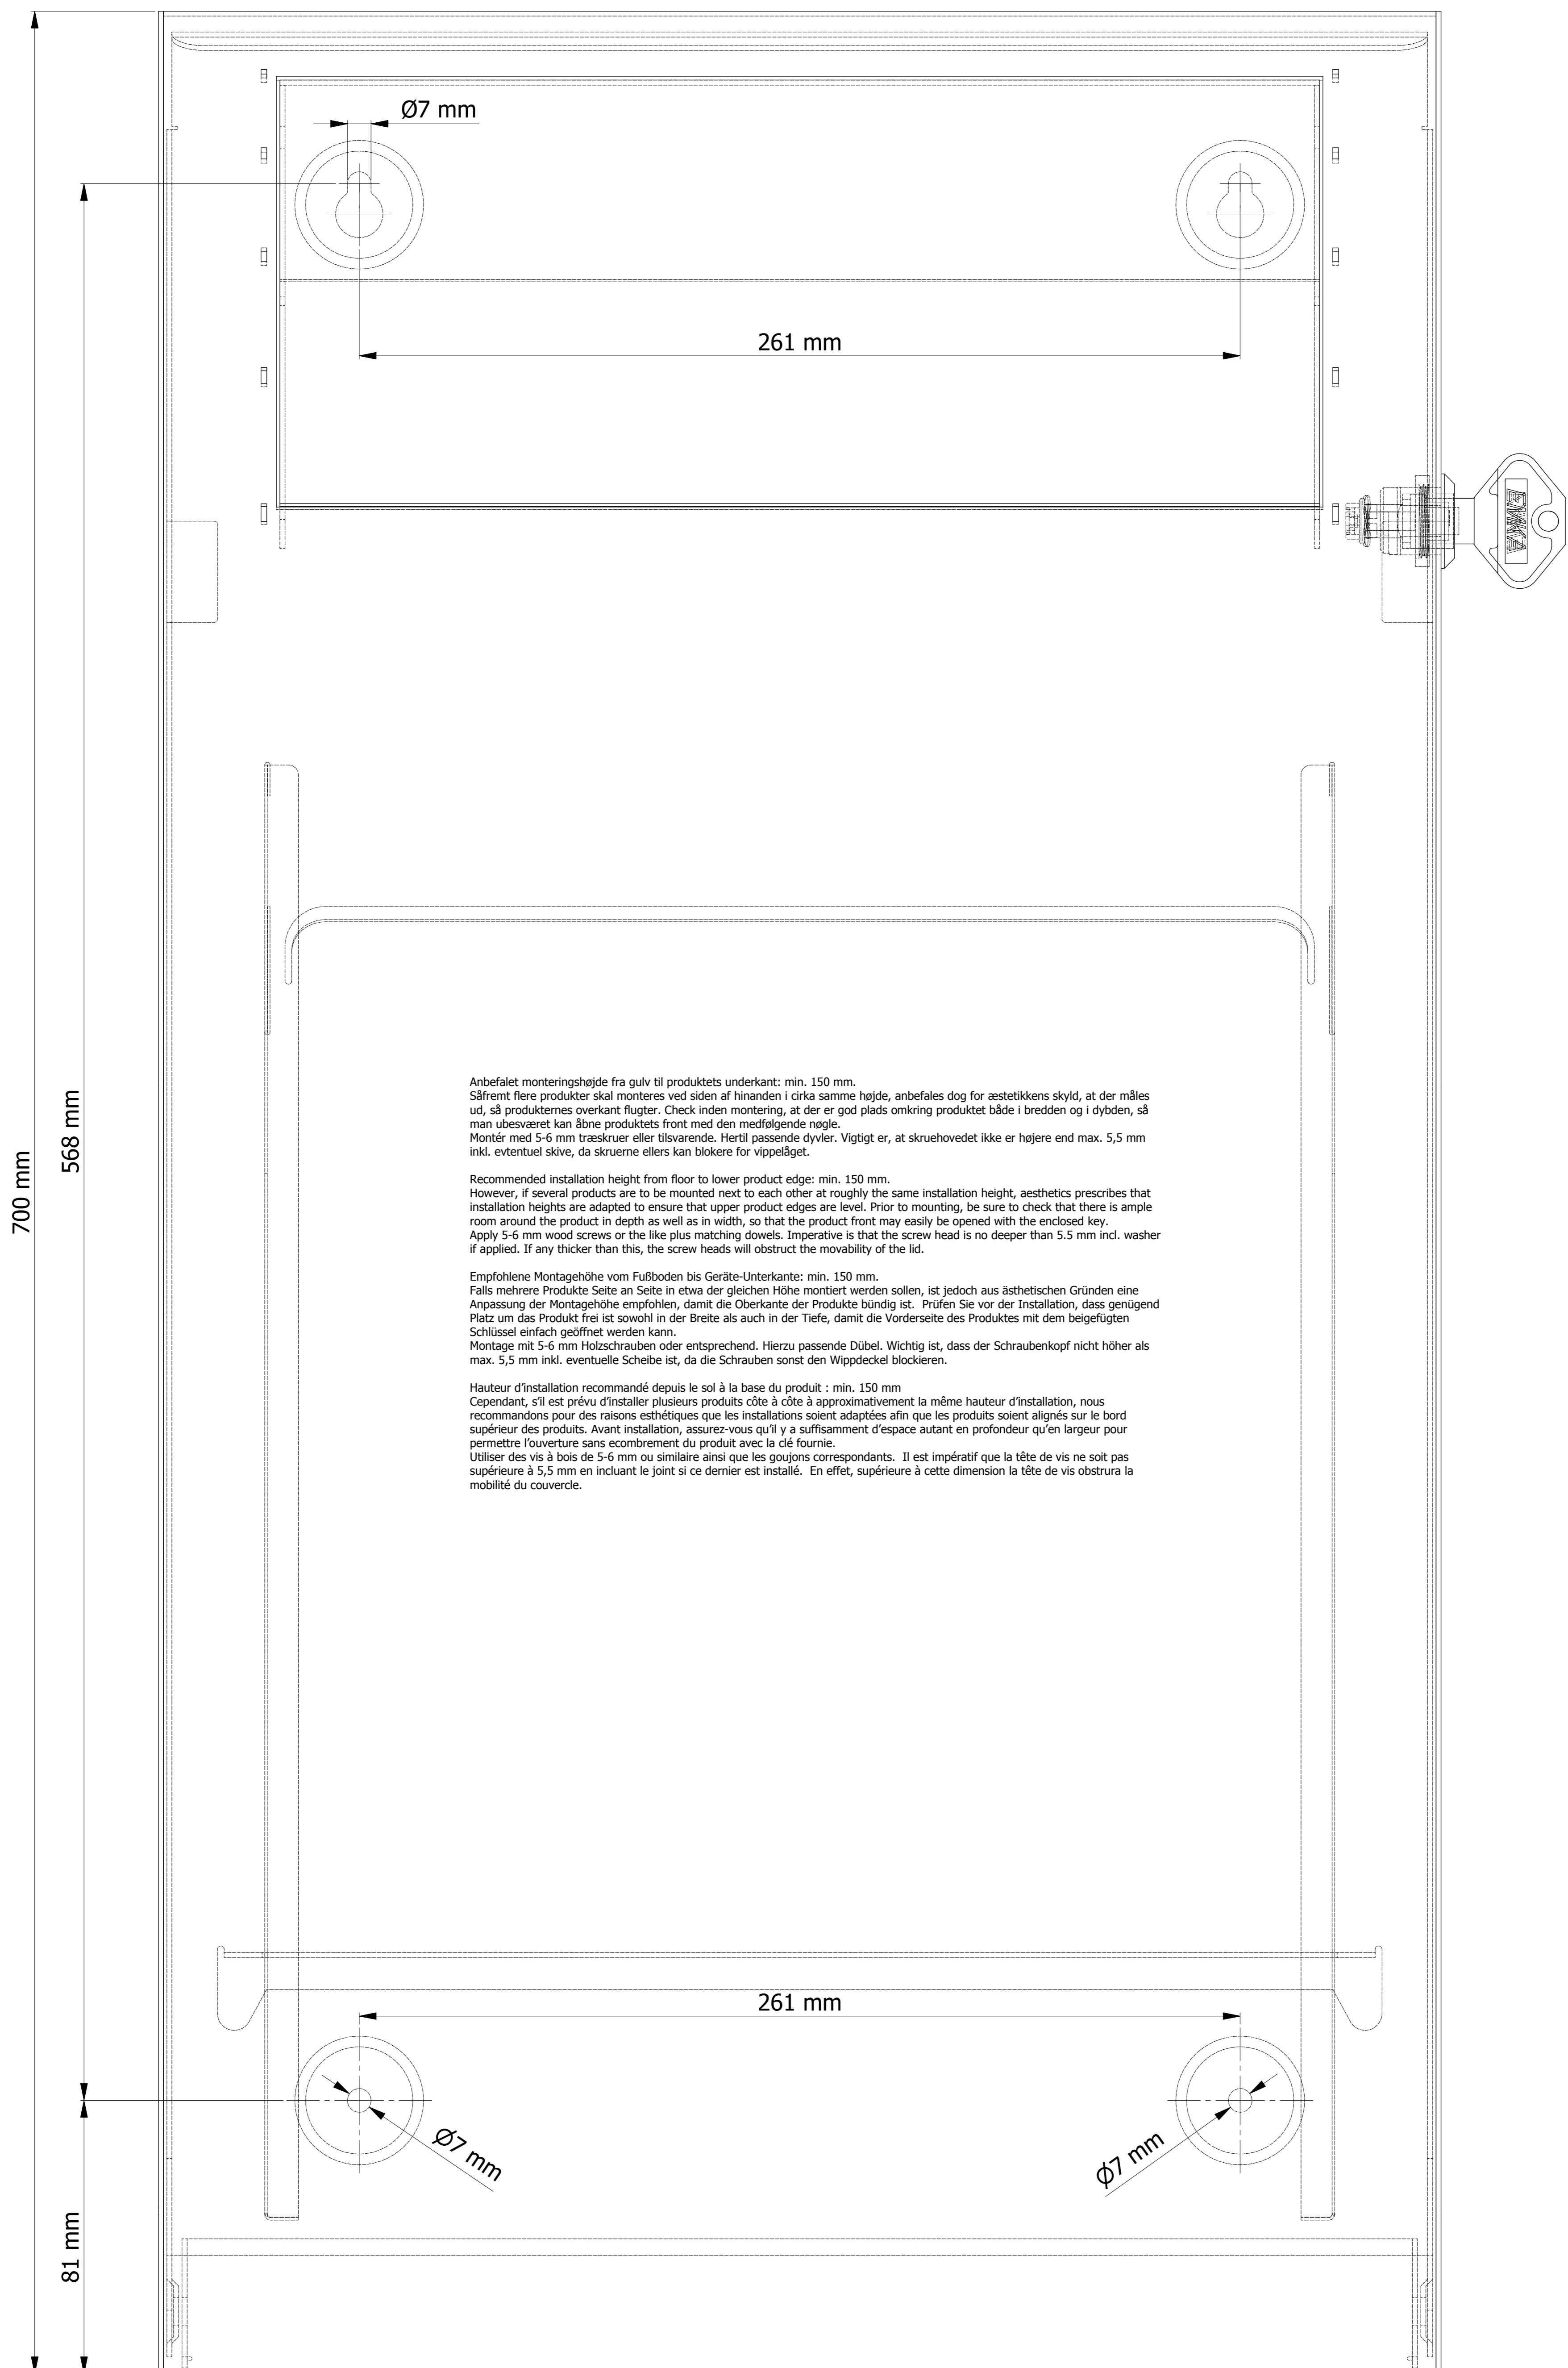 Ø7 mm
261 mm
EMKA
700 mm
568 mm
Anbefalet monteringshøjde fra gulv til produktets underkant: min. 150 mm.
Såfremt flere produkter skal monteres ved siden af hinanden i cirka samme højde, anbefales dog for æstetikkens skyld, at der måles
ud, så produkternes overkant flugter. Check inden montering, at der er god plads omkring produktet både i bredden og i dybden, så
man ubesværet kan åbne produktets front med den medfølgende nøgle.
Montér med 5-6 mm træskruer eller tilsvarende. Hertil passende dyvler. Vigtigt er, at skruehovedet ikke er højere end max. 5,5 mm
inkl. evtentuel skive, da skruerne ellers kan blokere for vippelåget.
Recommended installation height from floor to lower product edge: min. 150 mm.
However, if several products are to be mounted next to each other at roughly the same installation height, aesthetics prescribes that
installation heights are adapted to ensure that upper product edges are level. Prior to mounting, be sure to check that there is ample
room around the product in depth as well as in width, so that the product front may easily be opened with the enclosed key.
Apply 5-6 mm wood screws or the like plus matching dowels. Imperative is that the screw head is no deeper than 5.5 mm incl. washer
if applied. If any thicker than this, the screw heads will obstruct the movability of the lid.
Empfohlene Montagehöhe vom Fußboden bis Geräte-Unterkante: min. 150 mm.
Falls mehrere Produkte Seite an Seite in etwa der gleichen Höhe montiert werden sollen, ist jedoch aus ästhetischen Gründen eine
Anpassung der Montagehöhe empfohlen, damit die Oberkante der Produkte bündig ist. Prüfen Sie vor der Installation, dass genügend
Platz um das Produkt frei ist sowohl in der Breite als auch in der Tiefe, damit die Vorderseite des Produktes mit dem beigefügten
Schlüssel einfach geöffnet werden kann.
Montage mit 5-6 mm Holzschrauben oder entsprechend. Hierzu passende Dübel. Wichtig ist, dass der Schraubenkopf nicht höher als
max. 5,5 mm inkl. eventuelle Scheibe ist, da die Schrauben sonst den Wippdeckel blockieren.
Hauteur d'installation recommandé depuis le sol à la base du produit : min. 150 mm
Cependant, s'il est prévu d'installer plusieurs produits côte à côte à approximativement la même hauteur d'installation, nous
recommandons pour des raisons esthétiques que les installations soient adaptées afin que les produits soient alignés sur le bord
supérieur des produits. Avant installation, assurez-vous qu'il y a suffisamment d'espace autant en profondeur qu'en largeur pour
permettre l'ouverture sans ecombrement du produit avec la clé fournie.
Utiliser des vis à bois de 5-6 mm ou similaire ainsi que les goujons correspondants. Il est impératif que la tête de vis ne soit pas
supérieure à 5,5 mm en incluant le joint si ce dernier est installé. En effet, supérieure à cette dimension la tête de vis obstrura la
mobilité du couvercle.
261 mm
Ø7 mm
Ø7 mm
81 mm